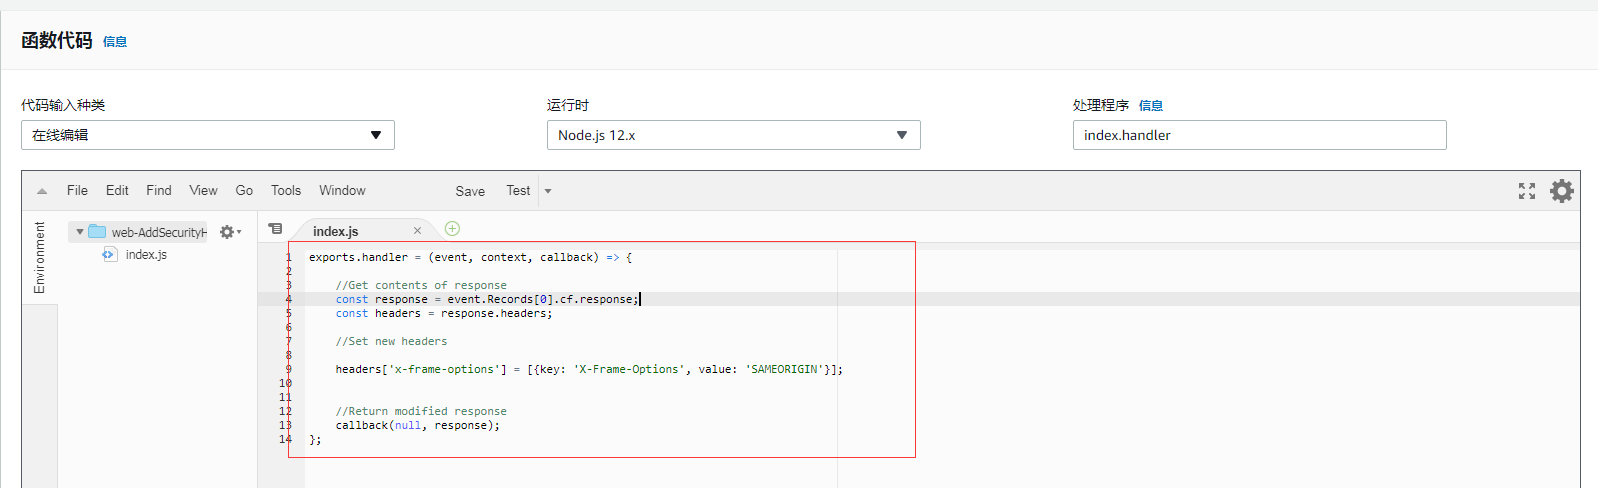 函数代码 信息
代码输入种类 运行时 处理程序 信息
在线编辑 Node.js 12.x index.handler
File Edit Find View Go Tools Window Save Test
Environment
web-AddSecurityH
index.js
index.js
1 exports.handler = (event, context, callback) => {
2
3 //Get contents of response
4 const response = event.Records[0].cf.response;
5 const headers = response.headers;
6
7 //Set new headers
8
9 headers['x-frame-options'] = [{key: 'X-Frame-Options', value: 'SAMEORIGIN'}];
10
11
12 //Return modified response
13 callback(null, response);
14 };